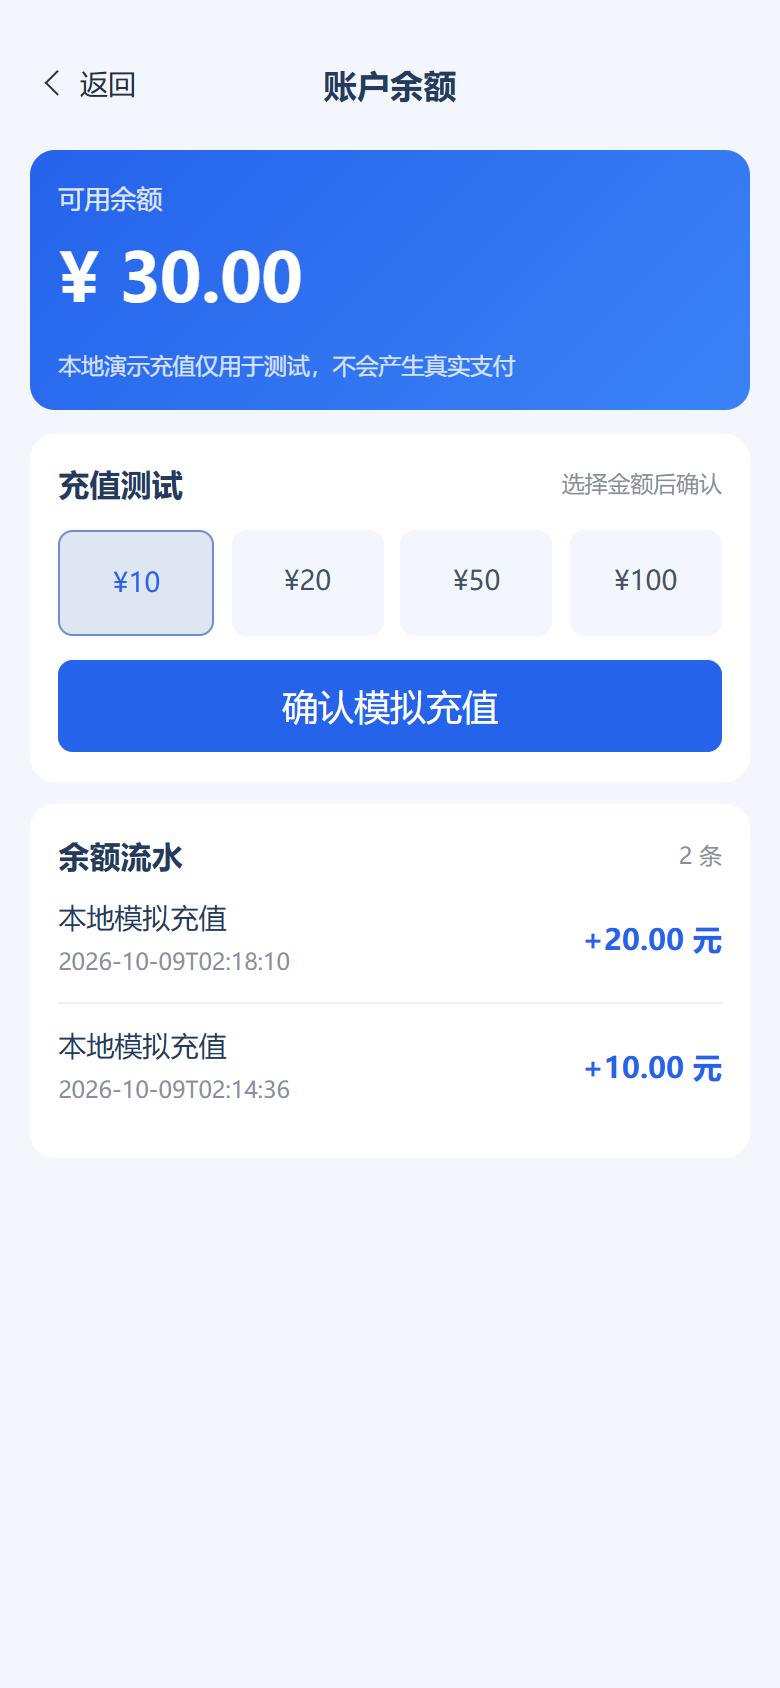 返回
账户余额
可用余额
¥ 30.00
本地演示充值仅用于测试，不会产生真实支付
充值测试
选择金额后确认
¥10
¥20
¥50
¥100
确认模拟充值
余额流水
2 条
本地模拟充值
2026-10-09T02:18:10
+20.00 元
本地模拟充值
2026-10-09T02:14:36
+10.00 元